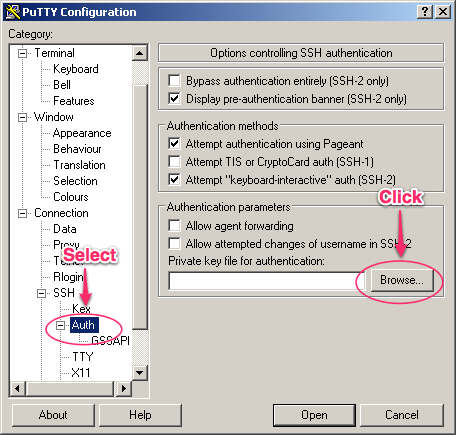 PuTTY Configuration
Category:
Terminal
Keyboard
Bell
Features
Window
Appearance
Behaviour
Translation
Selection
Colours
Connection
Data
Proxy
Telnet
Rlogin
SSH
Kex
Auth
GSSAPI
TTY
X11
Select
Options controlling SSH authentication
Bypass authentication entirely (SSH-2 only)
Display pre-authentication banner (SSH-2 only)
Authentication methods
Attempt authentication using Pageant
Attempt TIS or CryptoCard auth (SSH-1)
Attempt "keyboard-interactive" auth (SSH-2)
Click
Authentication parameters
Allow agent forwarding
Allow attempted changes of username in SSH-2
Private key file for authentication:
Browse...
About
Help
Open
Cancel